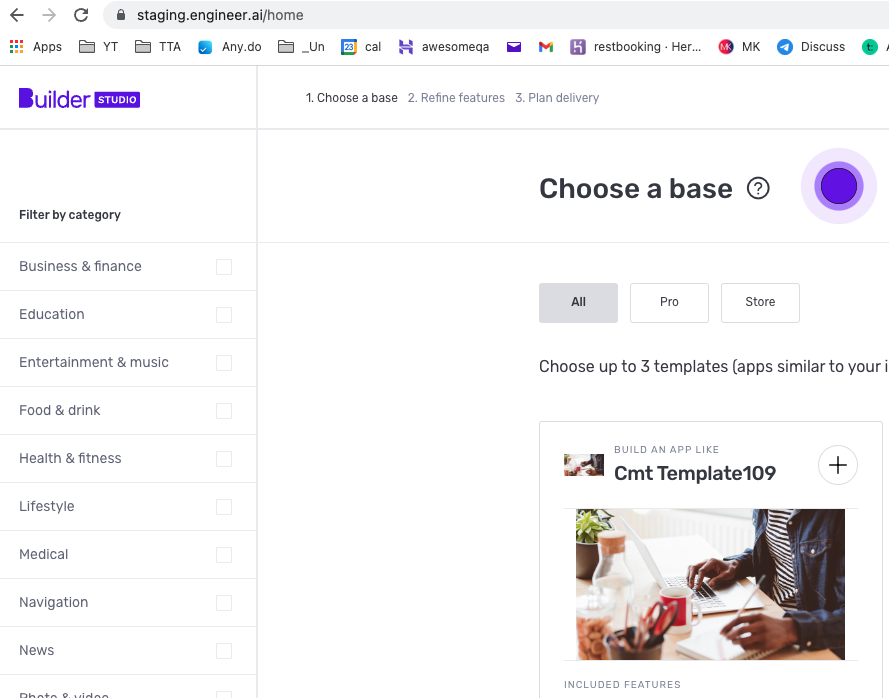 staging.engineer.ai/home
Apps YT TTA Any.do _Un 23 cal awesomeqa restbooking · Her... MK MK Discuss t:
Builder STUDIO
1. Choose a base 2. Refine features 3. Plan delivery
Choose a base ?
Filter by category
Business & finance
Education
Entertainment & music
Food & drink
Health & fitness
Lifestyle
Medical
Navigation
News
Photo & video
All Pro Store
Choose up to 3 templates (apps similar to your i
BUILD AN APP LIKE
Cmt Template109
INCLUDED FEATURES